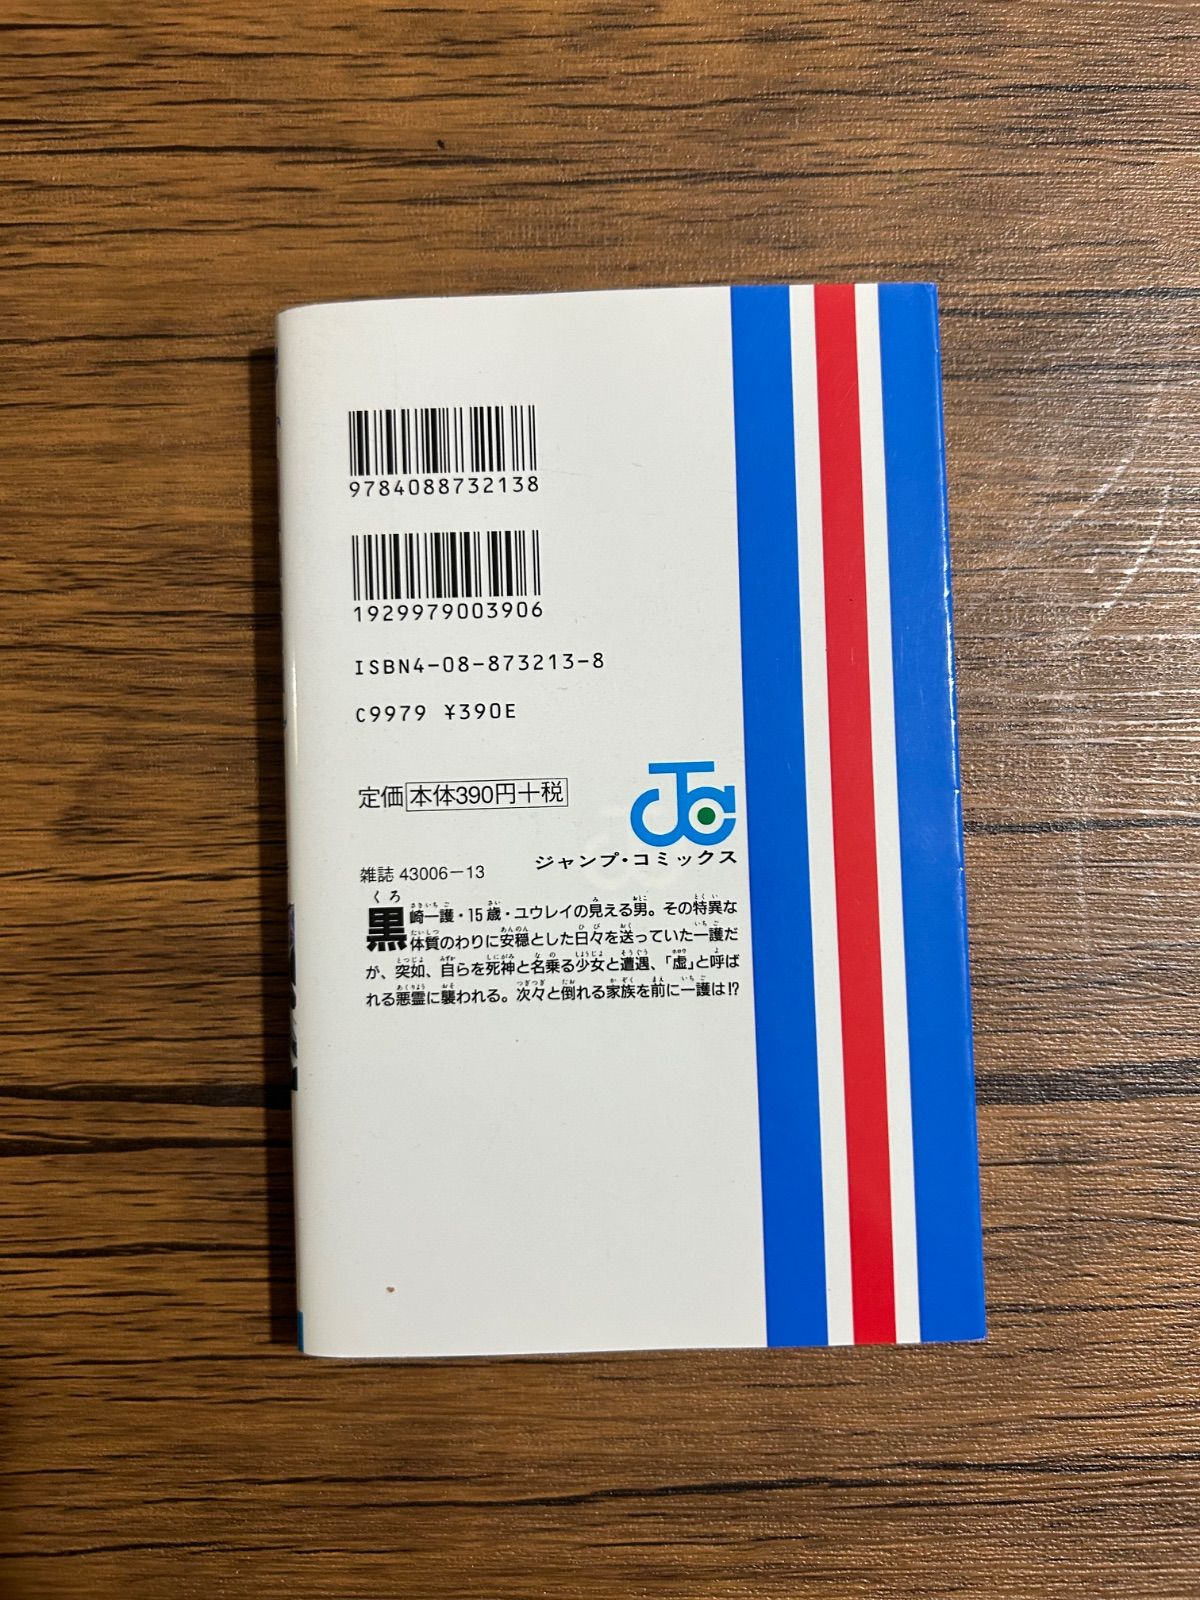 9784088732138
1929979003906
ISBN4-08-873213-8
C9979 ¥390E
定価 本体390円+税
ジャンプ・コミックス
雑誌 43006-13
黒崎一護・15歳・ユウレイの見える男。その特異な
体質のわりに安穏とした日々を送っていた一護だ
が、突如、自らを死神と名乗る少女と遭遇、「虚」と呼ば
れる悪霊に襲われる。次々と倒れる家族を前に一護は!?